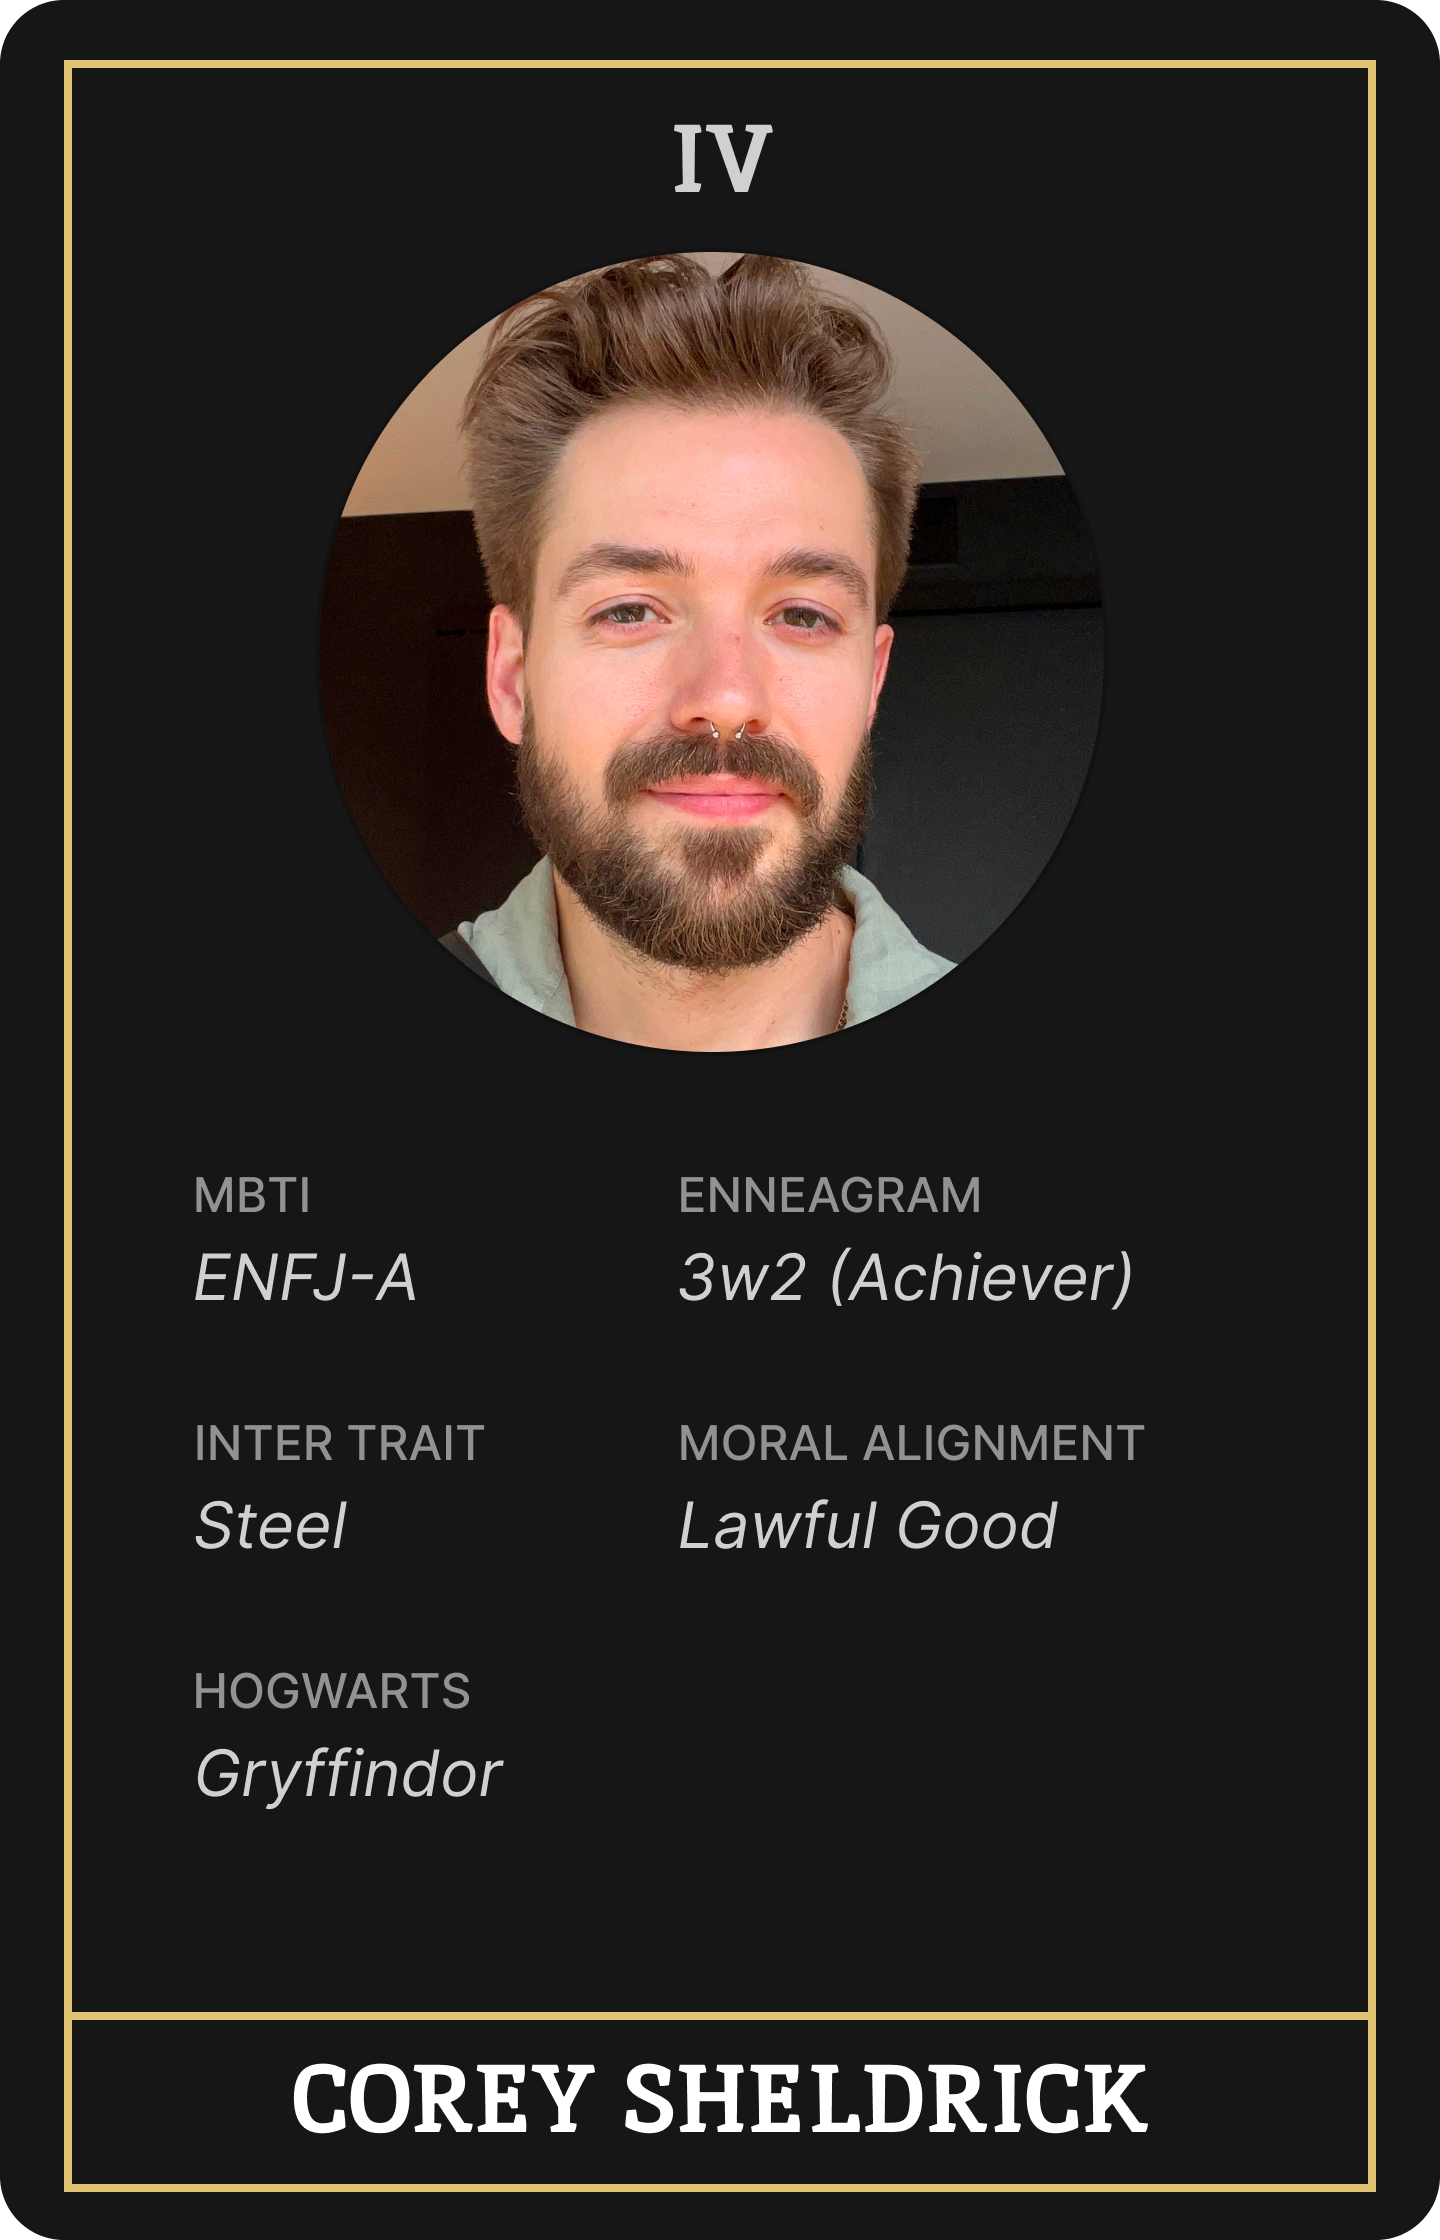 IV
MBTI
ENFJ-A
ENNEAGRAM
3w2 (Achiever)
INTER TRAIT
Steel
MORAL ALIGNMENT
Lawful Good
HOGWARTS
Gryffindor
COREY SHELDRICK